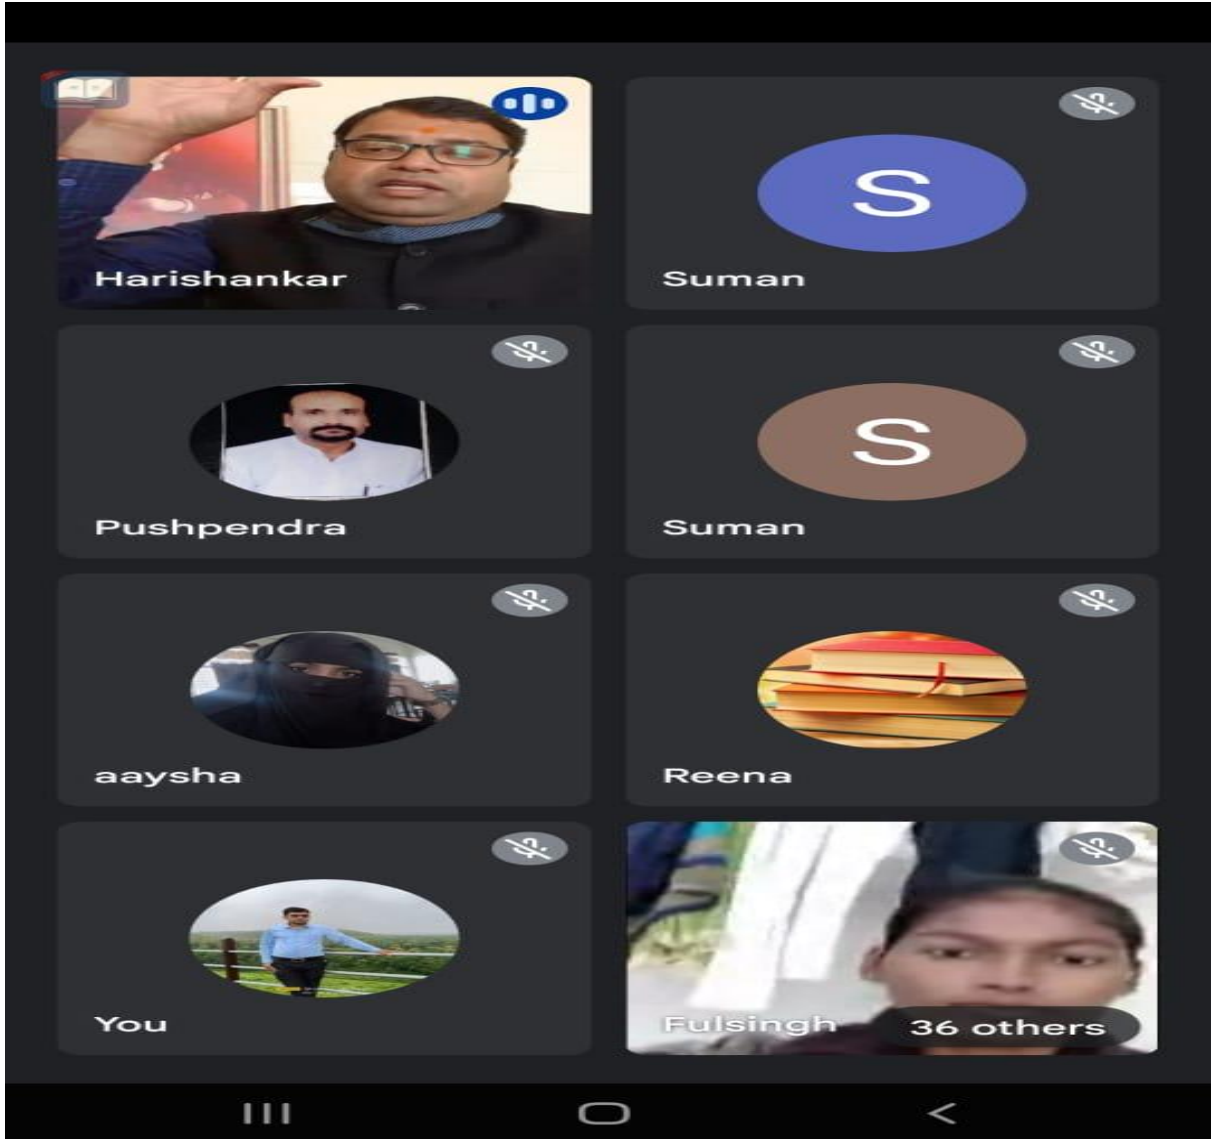 Harishankar
S
Suman
Pushpendra
S
Suman
aaysha
Reena
You
Fulsingh
36 others